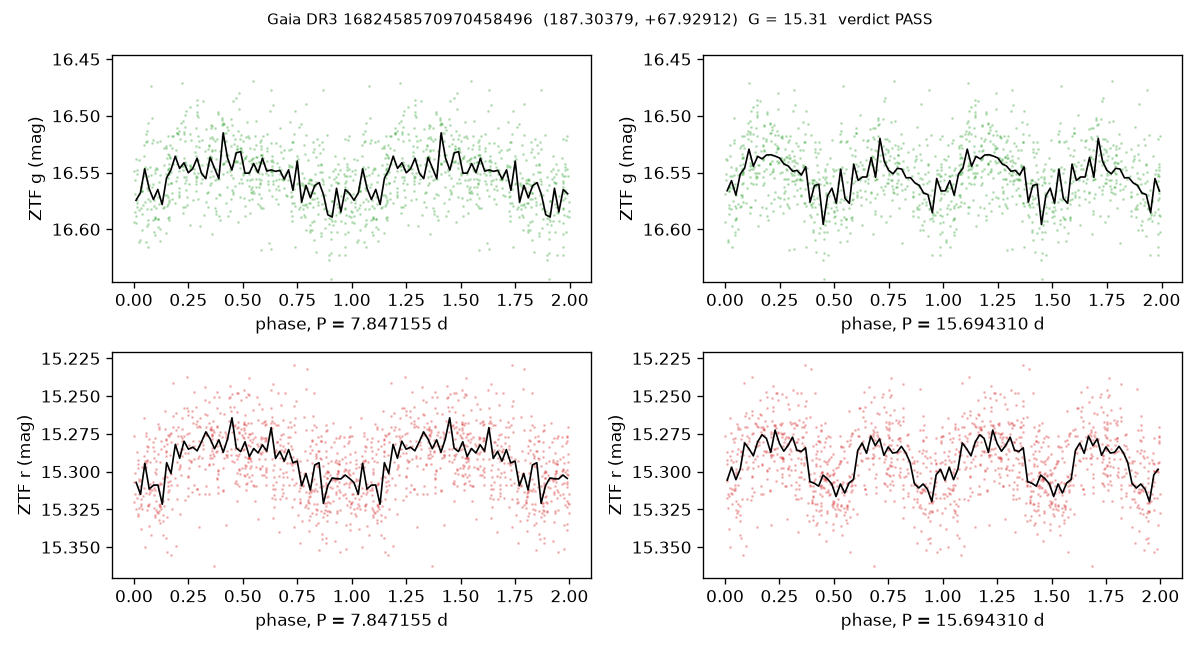 Gaia DR3 1682458570970458496 (187.30379, +67.92912) G = 15.31 verdict PASS
ZTF g (mag)
16.45
16.50
16.55
16.60
0.00 0.25 0.50 0.75 1.00 1.25 1.50 1.75 2.00
phase, P = 7.847155 d
ZTF g (mag)
16.45
16.50
16.55
16.60
0.00 0.25 0.50 0.75 1.00 1.25 1.50 1.75 2.00
phase, P = 15.694310 d
ZTF r (mag)
15.225
15.250
15.275
15.300
15.325
15.350
0.00 0.25 0.50 0.75 1.00 1.25 1.50 1.75 2.00
phase, P = 7.847155 d
ZTF r (mag)
15.225
15.250
15.275
15.300
15.325
15.350
0.00 0.25 0.50 0.75 1.00 1.25 1.50 1.75 2.00
phase, P = 15.694310 d